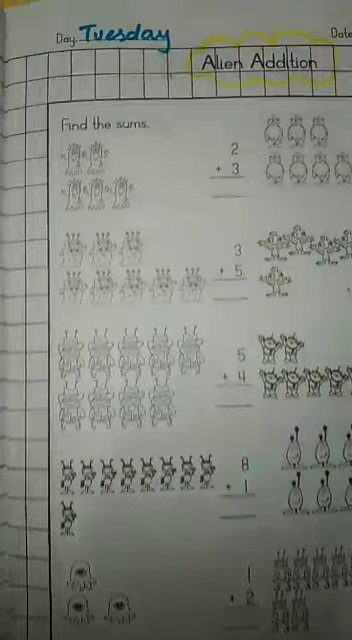 Day. Tuesday
Date
Alien Addition
Find the sums.
2
+ 3
3
+ 5
5
+ 4
8
+ 1
1
+ 2